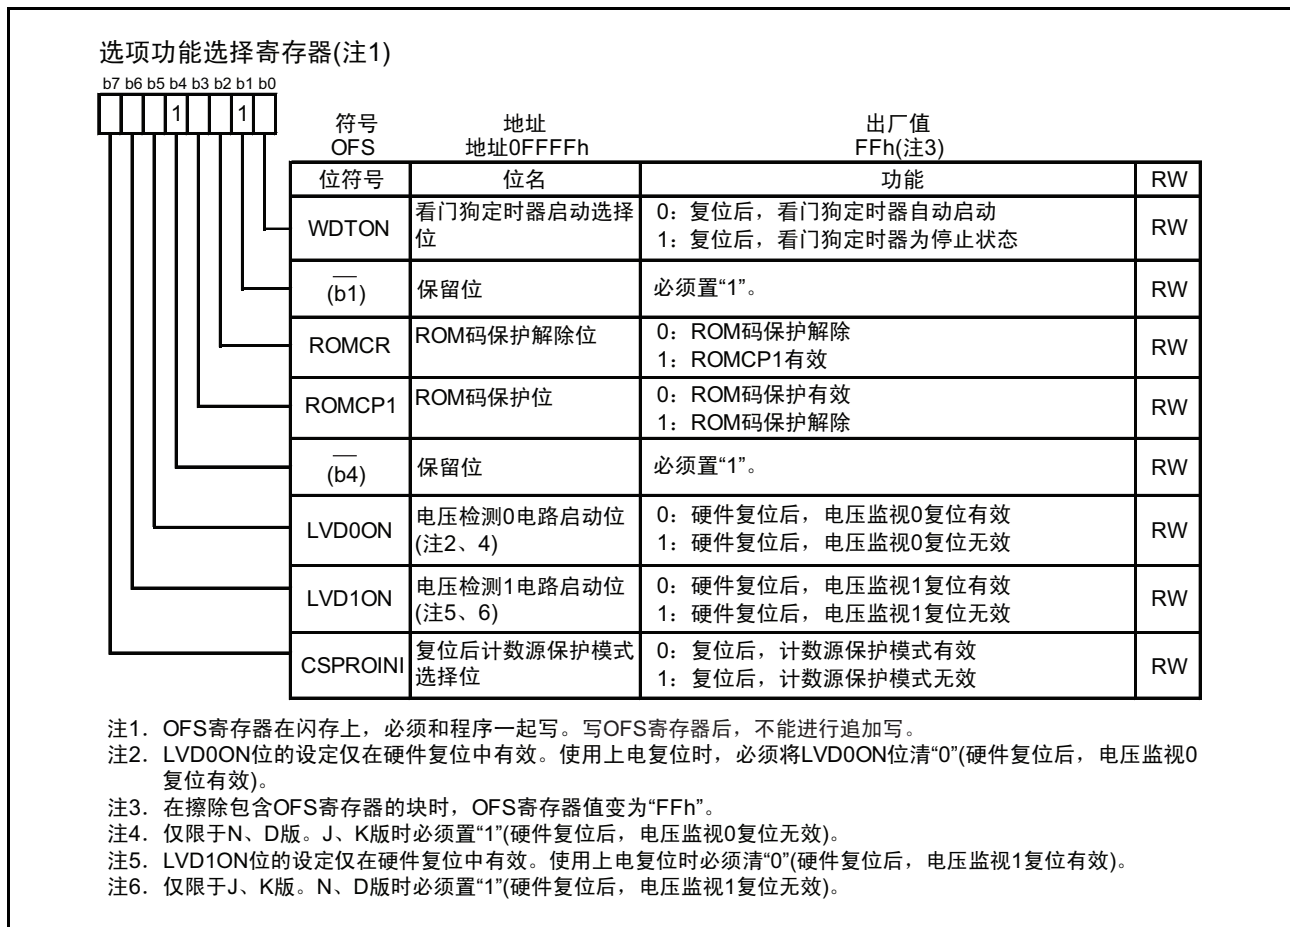 选项功能选择寄存器(注1)
b7 b6 b5 b4 b3 b2 b1 b0
1 1
符号 地址 出厂值
OFS 地址0FFFFh FFh(注3)
位符号 位名 功能 RW
WDTON 看门狗定时器启动选择位 0：复位后，看门狗定时器自动启动 RW
1：复位后，看门狗定时器为停止状态
(b1) 保留位 必须置“1”。 RW
ROMCR ROM码保护解除位 0：ROM码保护解除 RW
1：ROMCP1有效
ROMCP1 ROM码保护位 0：ROM码保护有效 RW
1：ROM码保护解除
(b4) 保留位 必须置“1”。 RW
LVD0ON 电压检测0电路启动位 0：硬件复位后，电压监视0复位有效 RW
(注2、4) 1：硬件复位后，电压监视0复位无效
LVD1ON 电压检测1电路启动位 0：硬件复位后，电压监视1复位有效 RW
(注5、6) 1：硬件复位后，电压监视1复位无效
CSPROINI 复位后计数源保护模式选择位 0：复位后，计数源保护模式有效 RW
1：复位后，计数源保护模式无效
注1．OFS寄存器在闪存上，必须和程序一起写。写OFS寄存器后，不能进行追加写。
注2．LVD0ON位的设定仅在硬件复位中有效。使用上电复位时，必须将LVD0ON位清“0”(硬件复位后，电压监视0
复位有效)。
注3．在擦除包含OFS寄存器的块时，OFS寄存器值变为“FFh”。
注4．仅限于N、D版。J、K版时必须置“1”(硬件复位后，电压监视0复位无效)。
注5．LVD1ON位的设定仅在硬件复位中有效。使用上电复位时必须清“0”(硬件复位后，电压监视1复位有效)。
注6．仅限于J、K版。N、D版时必须置“1”(硬件复位后，电压监视1复位无效)。